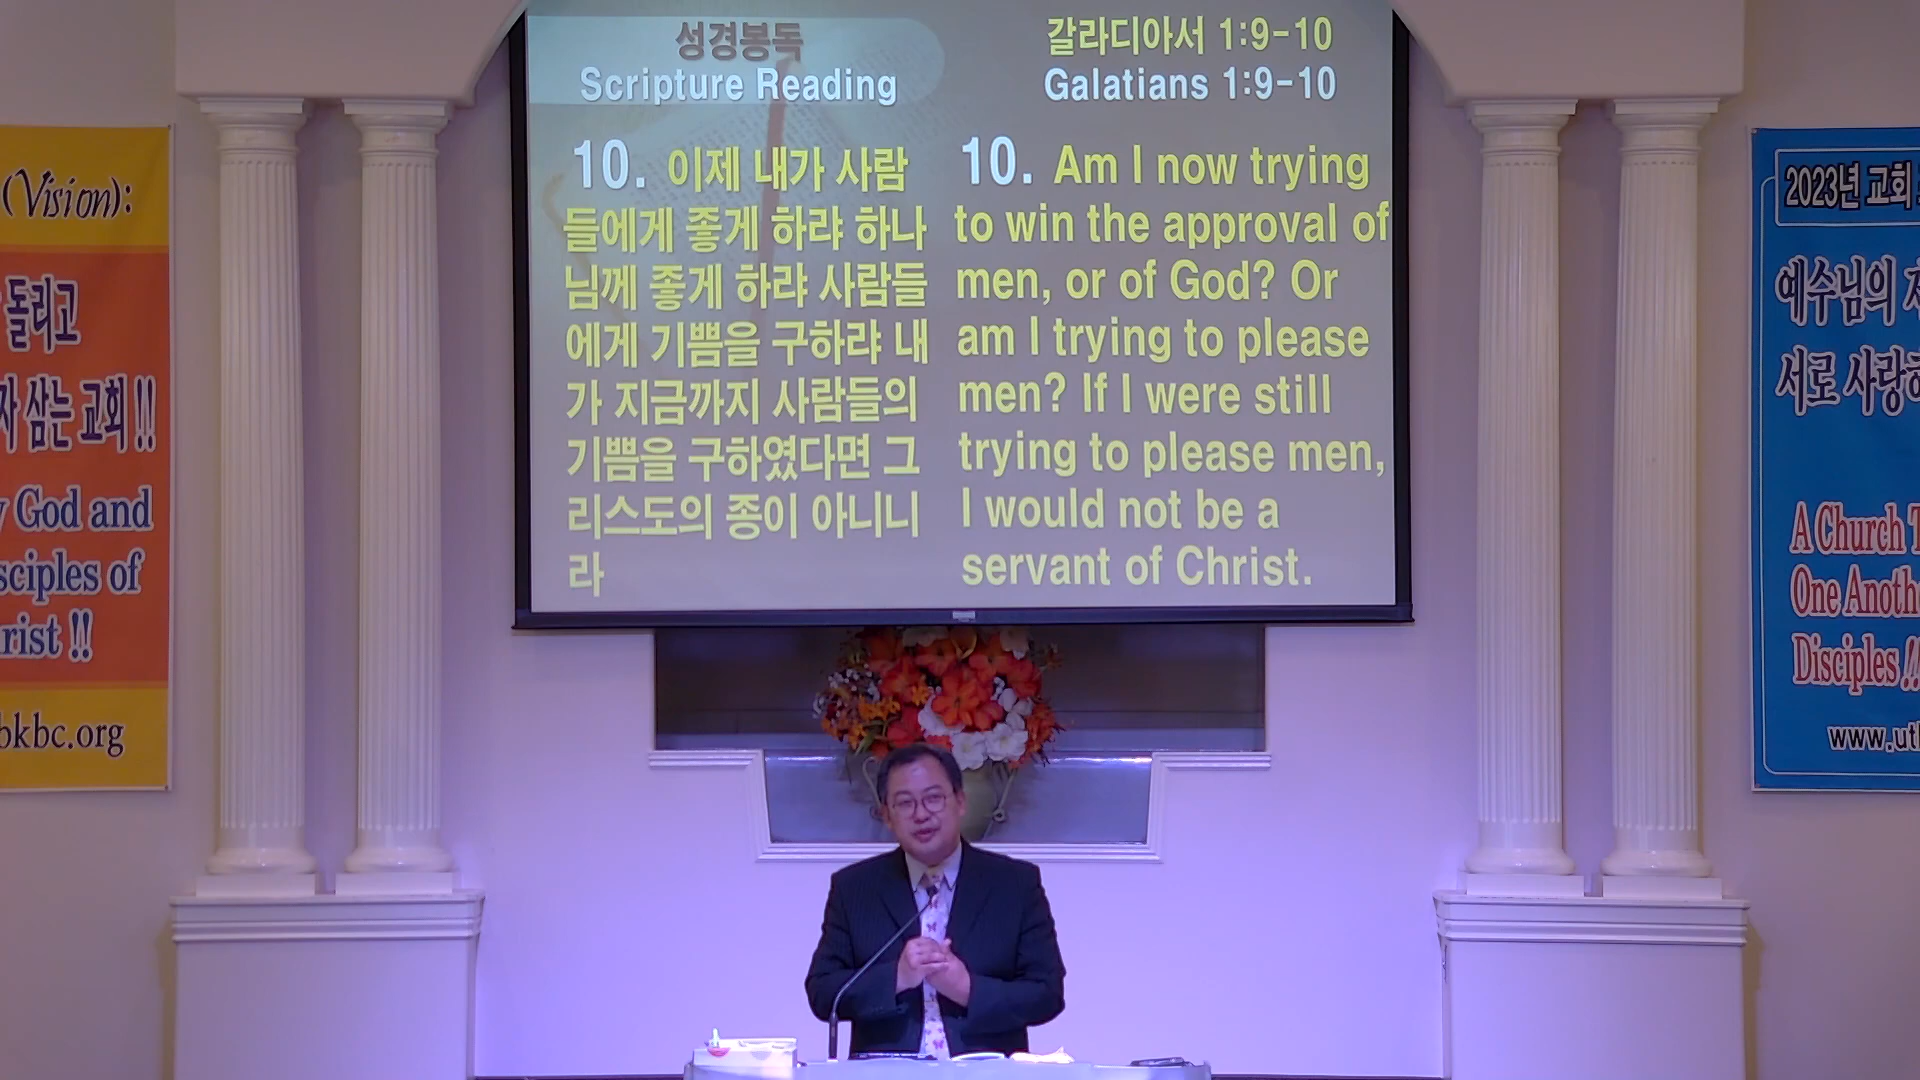 성경봉독
Scripture Reading
갈라디아서 1:9-10
Galatians 1:9-10
10. 이제 내가 사람
들에게 좋게 하랴 하나
님께 좋게 하랴 사람들
에게 기쁨을 구하랴 내
가 지금까지 사람들의
기쁨을 구하였다면 그
리스도의 종이 아니니
라
10. Am I now trying
to win the approval of
men, or of God? Or
am I trying to please
men? If I were still
trying to please men,
I would not be a
servant of Christ.
(Vision):
돌리고
삼는 교회 !!
God and
of
!!
bkbc.org
2023년 교회
예수님의
서로
A Church
One
Disciples !!
www.